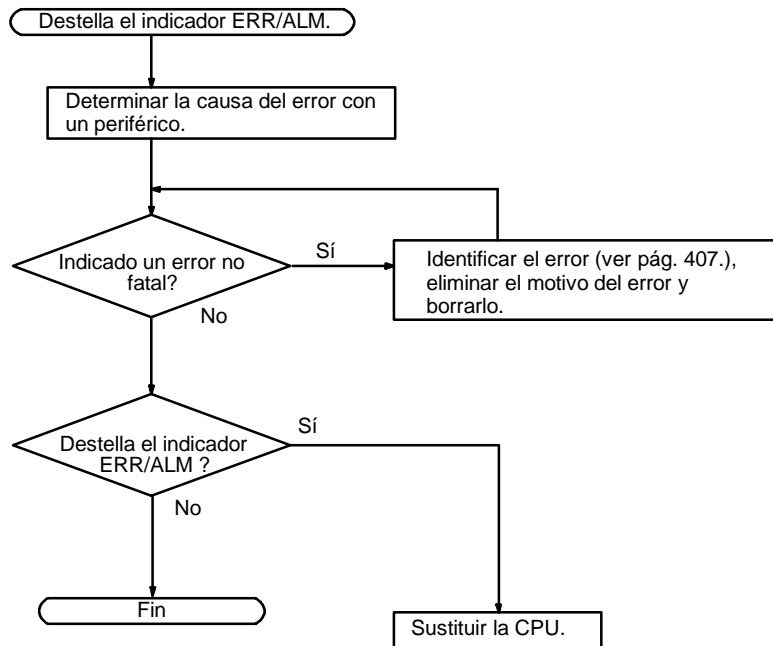 Destella el indicador ERR/ALM.
Determinar la causa del error con
un periférico.
Indicado un error no
fatal?
Sí
Identificar el error (ver pág. 407.),
eliminar el motivo del error y
borrarlo.
No
Destella el indicador
ERR/ALM ?
Sí
No
Fin
Sustituir la CPU.